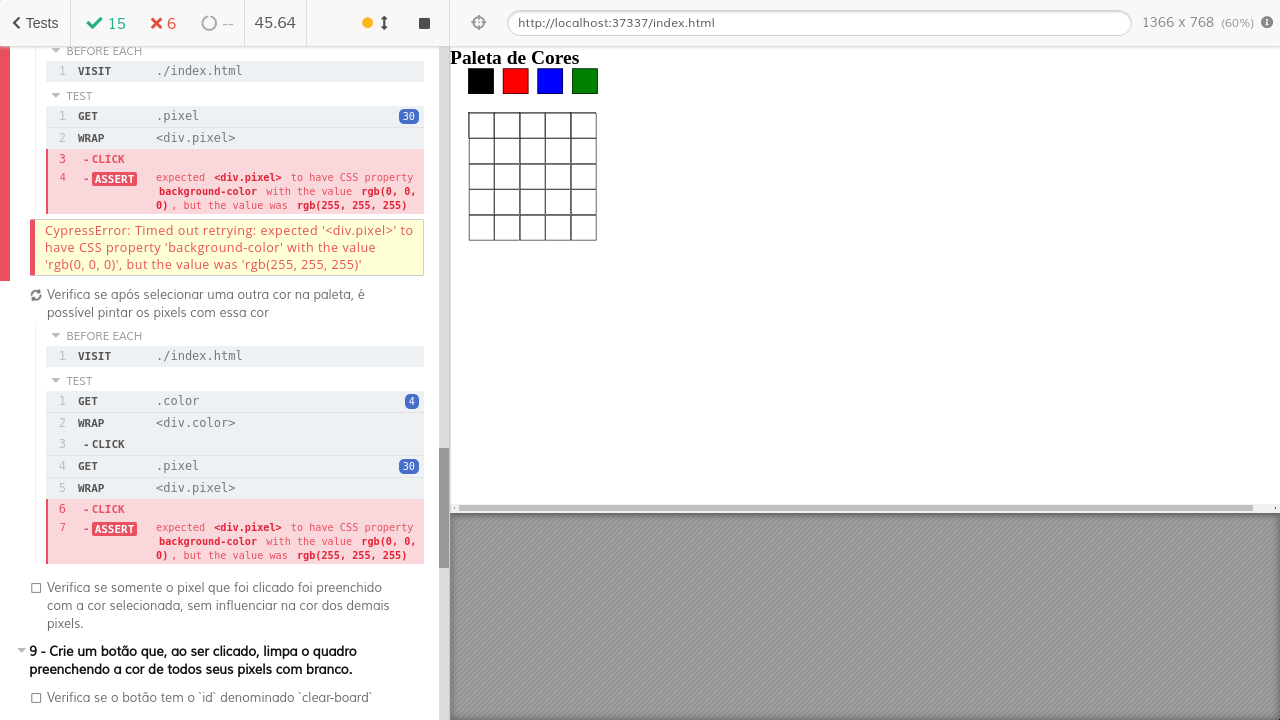 Tests 15 6 -- 45.64
http://localhost:37337/index.html 1366 x 768 (60%)
BEFORE EACH
1 VISIT ./index.html
TEST
1 GET .pixel 30
2 WRAP <div.pixel>
3 - CLICK
4 - ASSERT expected <div.pixel> to have CSS property
background-color with the value rgb(0, 0,
0) , but the value was rgb(255, 255, 255)
CypressError: Timed out retrying: expected '<div.pixel>' to
have CSS property 'background-color' with the value
'rgb(0, 0, 0)', but the value was 'rgb(255, 255, 255)'
Verifica se após selecionar uma outra cor na paleta, é
possível pintar os pixels com essa cor
BEFORE EACH
1 VISIT ./index.html
TEST
1 GET .color 4
2 WRAP <div.color>
3 - CLICK
4 GET .pixel 30
5 WRAP <div.pixel>
6 - CLICK
7 - ASSERT expected <div.pixel> to have CSS property
background-color with the value rgb(0, 0,
0) , but the value was rgb(255, 255, 255)
Verifica se somente o pixel que foi clicado foi preenchido
com a cor selecionada, sem influenciar na cor dos demais
pixels.
9 - Crie um botão que, ao ser clicado, limpa o quadro
preenchendo a cor de todos seus pixels com branco.
Verifica se o botão tem o `id` denominado `clear-board`
Paleta de Cores